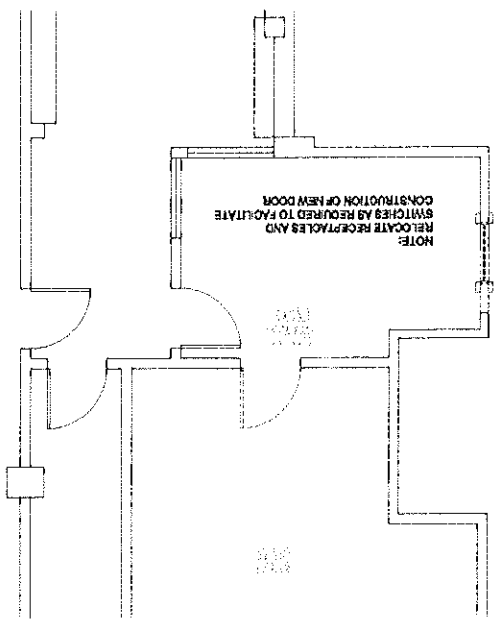 NOTE:
RELOCATE RECEPTACLES AND
SWITCHES AS REQUIRED TO FACILITATE
CONSTRUCTION OF NEW DOOR